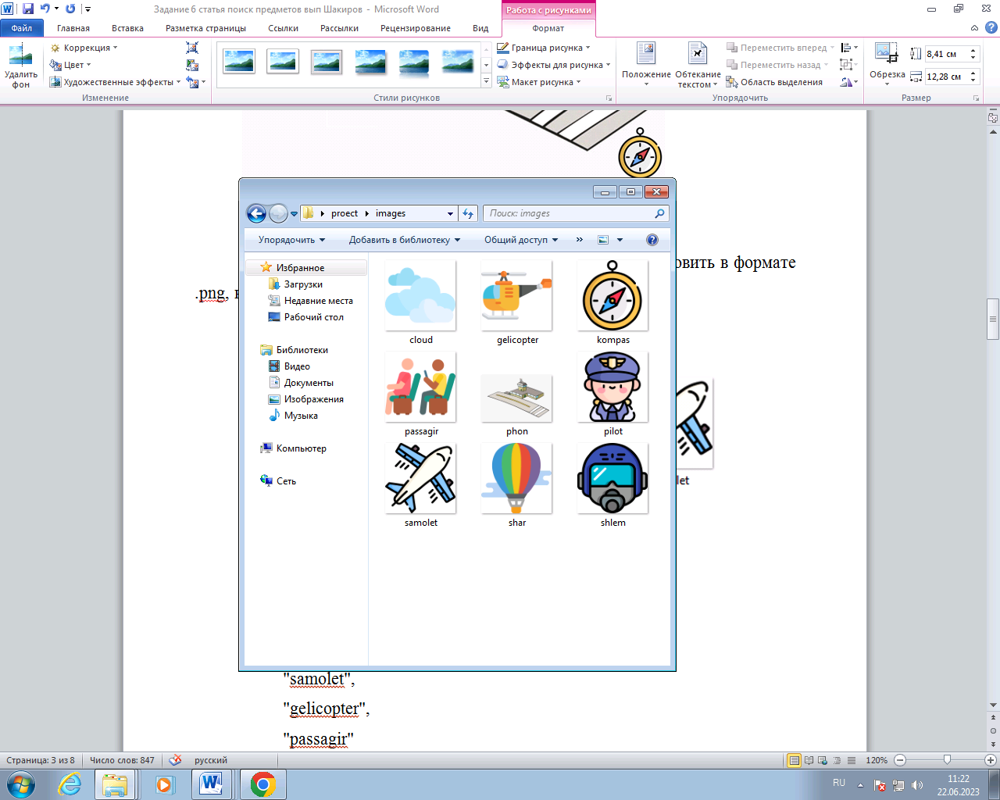 Задание 6 статья поиск предметов вып Шакиров - Microsoft Word
Работа с рисунками
Файл Главная Вставка Разметка страницы Ссылки Рассылки Рецензирование Вид Формат
Удалить фон
Коррекция
Цвет
Художественные эффекты
Изменение
Стили рисунков
Граница рисунка
Эффекты для рисунка
Макет рисунка
Положение
Обтекание текстом
Переместить вперед
Переместить назад
Область выделения
Упорядочить
Обрезка
8,41 см
12,28 см
Размер
овить в формате
.png,
proect images
Поиск: images
Упорядочить Добавить в библиотеку Общий доступ »
Избранное
Загрузки
Недавние места
Рабочий стол
Библиотеки
Видео
Документы
Изображения
Музыка
Компьютер
Сеть
cloud gelicopter kompas
passagir phon pilot
samolet shar shlem
let
"samolet",
"gelicopter",
"passagir"
Страница: 3 из 8 Число слов: 847 русский 120%
RU
11:22
22.06.2023